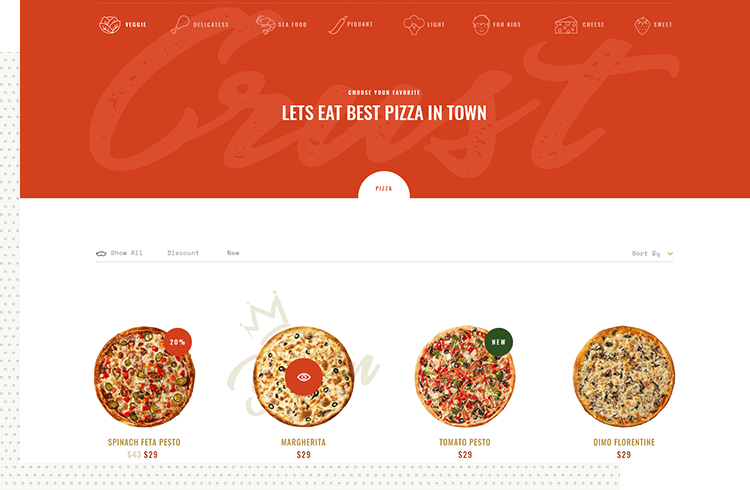 VEGGIE DELICATESS SEA FOOD PIQUANT LIGHT FOR KIDS CHEESE SWEET
Crust
CHOOSE YOUR FAVORITE
LETS EAT BEST PIZZA IN TOWN
PIZZA
Show All Discount New Sort By
20% NEW
SPINACH FETA PESTO MARGHERITA TOMATO PESTO DIMO FLORENTINE
$43 $29 $29 $29 $29